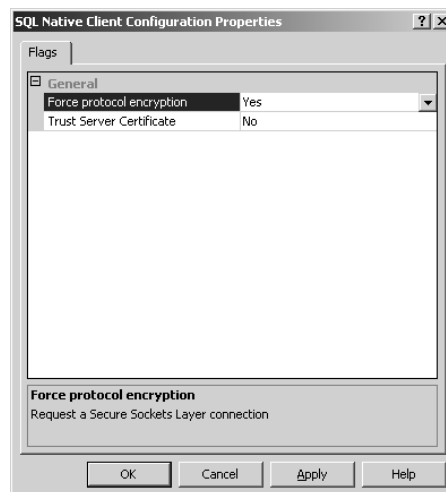 SQL Native Client Configuration Properties
Flags
General
Force protocol encryption Yes
Trust Server Certificate No
Force protocol encryption
Request a Secure Sockets Layer connection
OK Cancel Apply Help